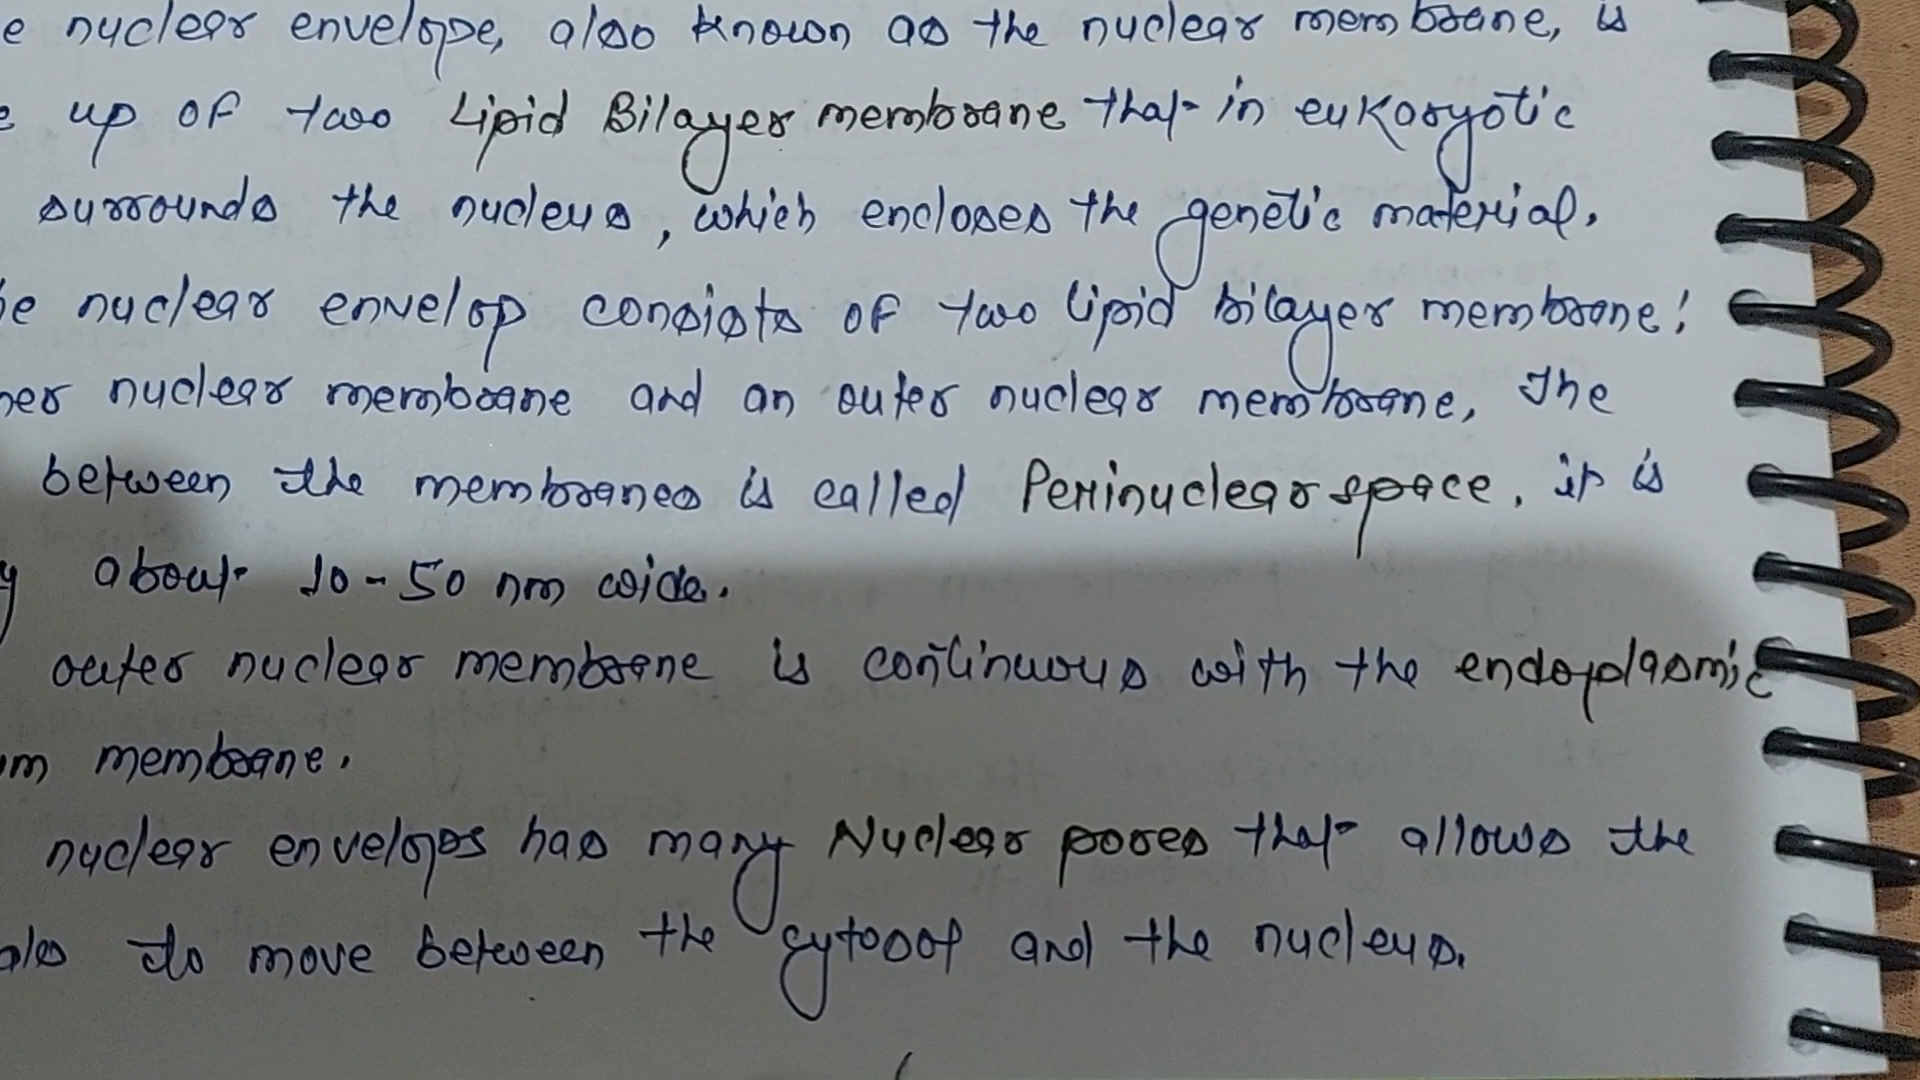 e nuclear envelope, also known as the nuclear membrane, is
e up of two Lipid Bilayer membrane that in eukaryotic
surrounds the nucleus, which encloses the genetic material.
he nuclear envelop consists of two lipid bilayer membrane!
ner nuclear membrane and an outer nuclear membrane, The
between the membranes is called Perinuclear space, it is
y about 10-50 nm wide.
outer nuclear membrane is continuous with the endoplasmic
um membrane.
nuclear envelops has many Nuclear pores that allows the
als to move between the cytosol and the nucleus.